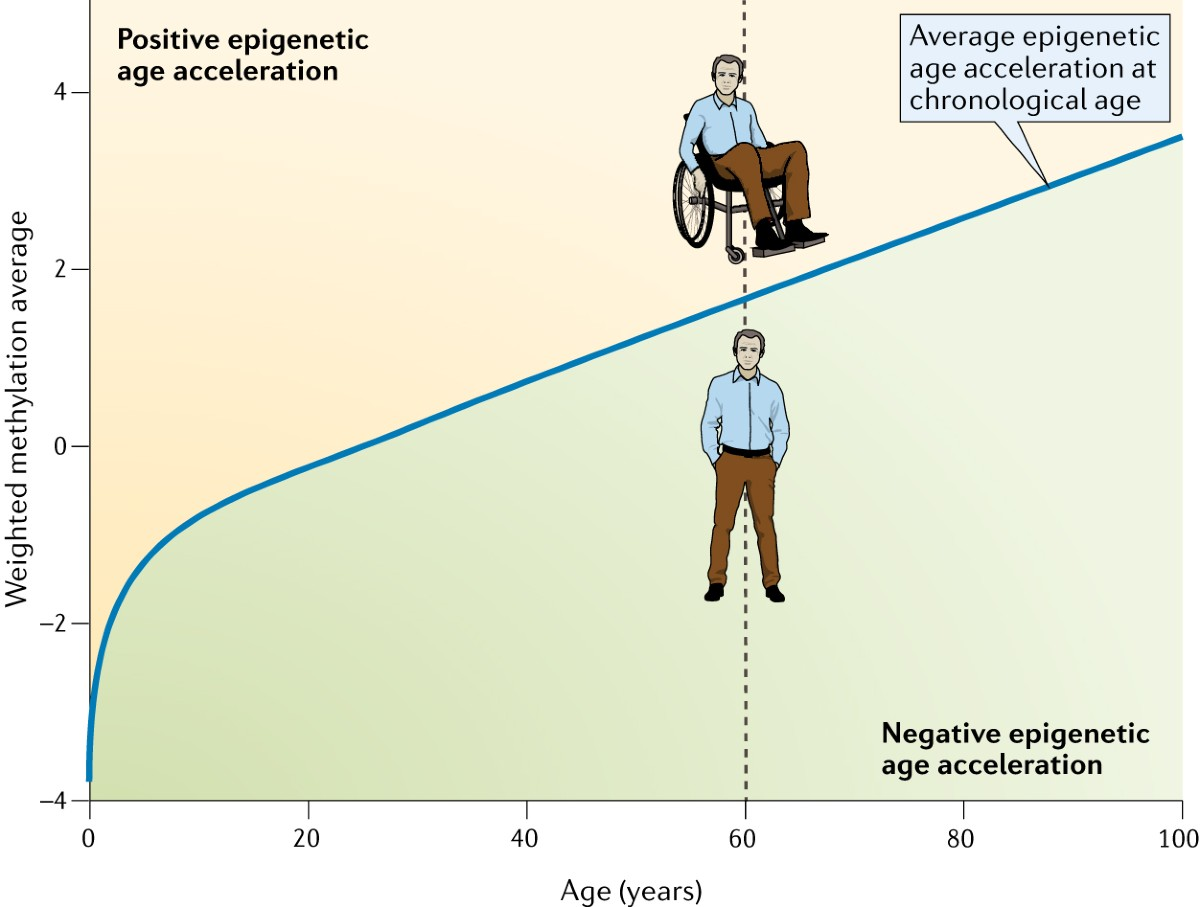 Positive epigenetic
age acceleration
Average epigenetic
age acceleration at
chronological age
Weighted methylation average
4
2
0
–2
–4
Negative epigenetic
age acceleration
0
20
40
60
80
100
Age (years)